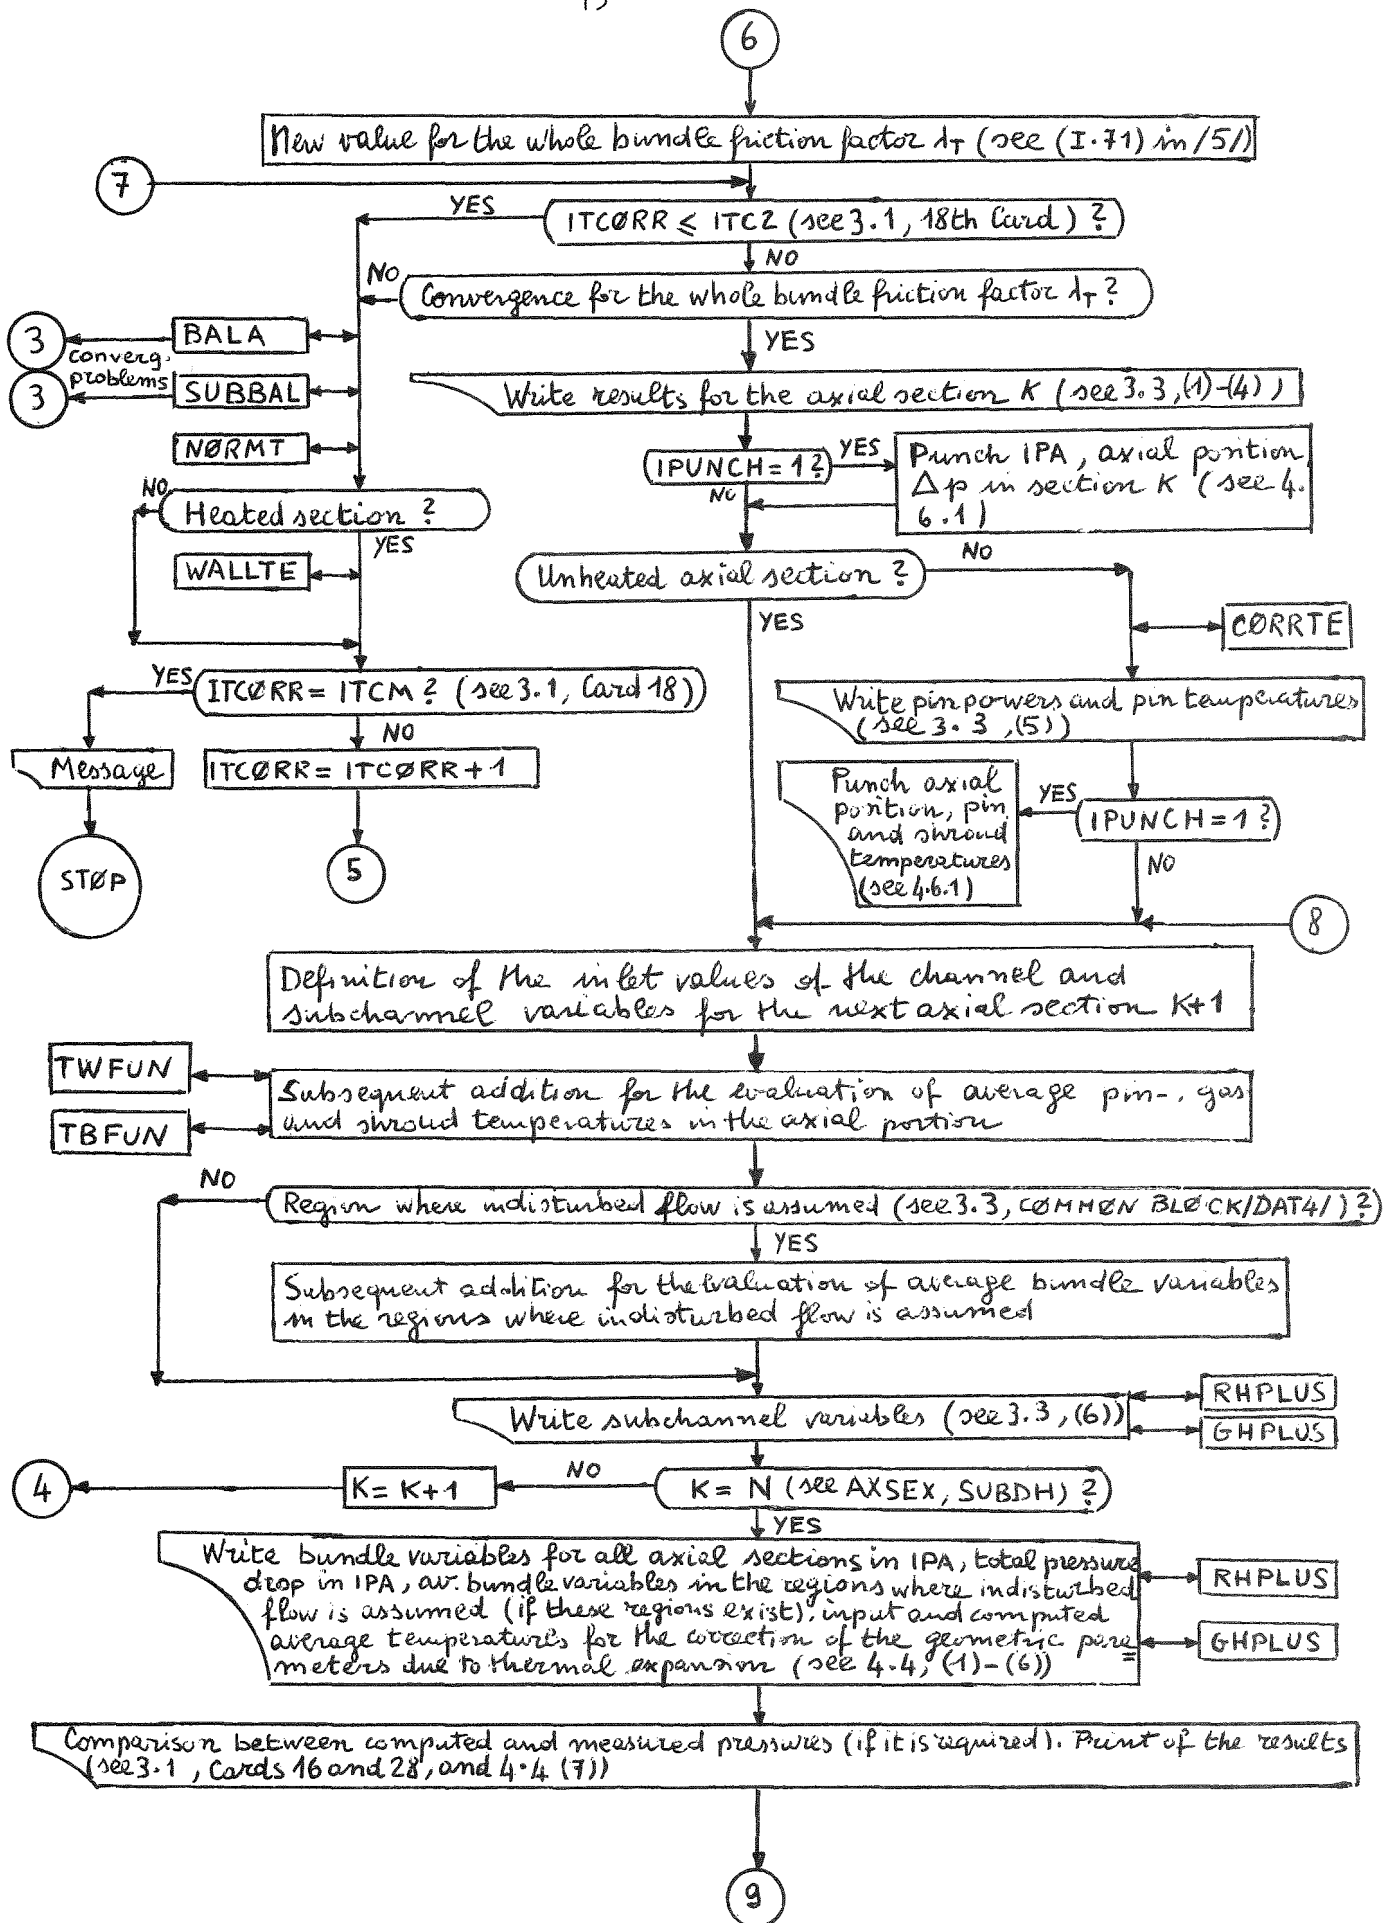 6
New value for the whole bundle friction factor λT (see (I.71) in /5/)
7
YES
ITCØRR ⩽ ITC2 (see 3.1, 18th Card) ?
NO
NO
Convergence for the whole bundle friction factor λT ?
YES
3
BALA
converg.
problems
3
SUBBAL
Write results for the axial section K (see 3.3, (1)-(4))
NØRMT
IPUNCH = 1 ?
YES
NO
Punch IPA, axial position
Δp in section K (see 4.
6.1)
NO
Heated section ?
YES
WALLTE
Unheated axial section ?
NO
YES
CØRRTE
YES
ITCØRR = ITCM ? (see 3.1, Card 18)
NO
Write pin powers and pin temperatures
(see 3.3, (5))
Message
ITCØRR = ITCØRR + 1
Punch axial
position, pin
and shroud
temperatures
(see 4.6.1)
YES
IPUNCH = 1 ?
NO
STØP
5
8
Definition of the inlet values of the channel and
subchannel variables for the next axial section K+1
TWFUN
TBFUN
Subsequent addition for the evaluation of average pin-, gas
and shroud temperatures in the axial portion
NO
Region where indisturbed flow is assumed (see 3.3, CØMMØN BLØCK/DAT4/) ?
YES
Subsequent addition for the evaluation of average bundle variables
in the regions where indisturbed flow is assumed
Write subchannel variables (see 3.3, (6))
RHPLUS
GHPLUS
4
K = K+1
NO
K = N (see AXSEX, SUBDH) ?
YES
Write bundle variables for all axial sections in IPA, total pressure
drop in IPA, av. bundle variables in the regions where indisturbed
flow is assumed (if these regions exist), input and computed
average temperatures for the correction of the geometric para=
meters due to thermal expansion (see 4.4, (1)-(6))
RHPLUS
GHPLUS
Comparison between computed and measured pressures (if it is required). Print of the results
(see 3.1, Cards 16 and 28, and 4.4 (7))
9